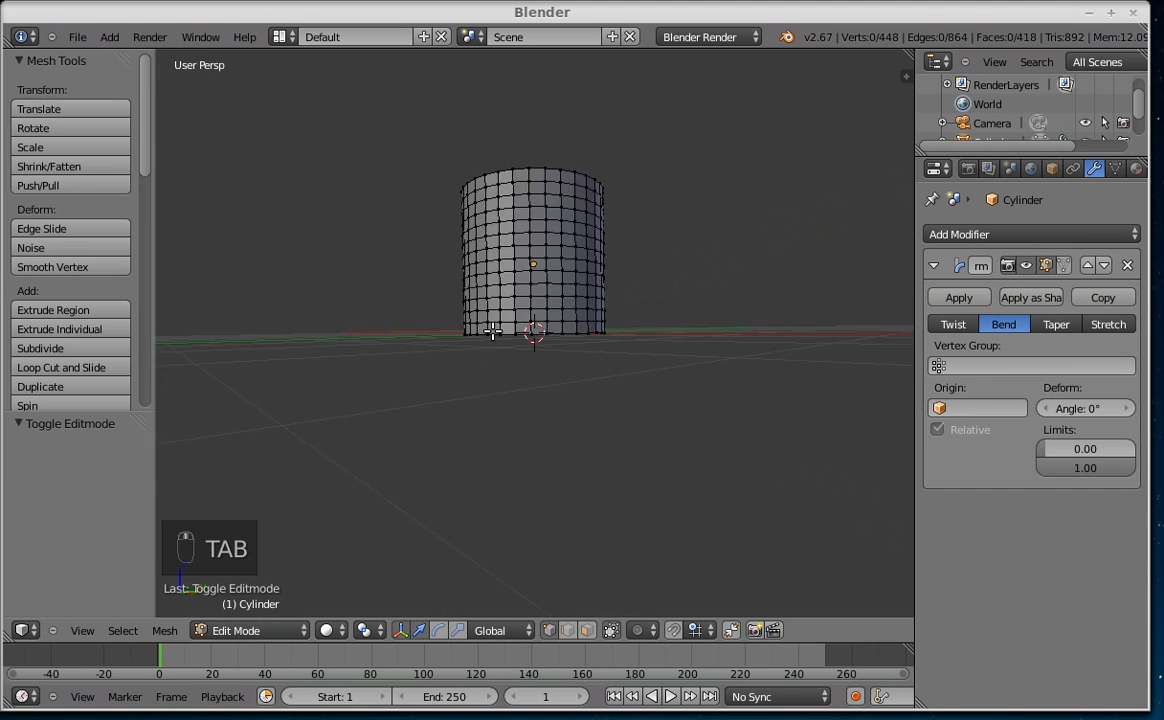 Blender
File Add Render Window Help Default Scene Blender Render v2.67 | Verts:0/448 | Edges:0/864 | Faces:0/418 | Tris:892 | Mem:12.09
Mesh Tools
Transform:
Translate
Rotate
Scale
Shrink/Fatten
Push/Pull
Deform:
Edge Slide
Noise
Smooth Vertex
Add:
Extrude Region
Extrude Individual
Subdivide
Loop Cut and Slide
Duplicate
Spin
Toggle Editmode
User Persp
TAB
Last: Toggle Editmode
(1) Cylinder
View Select Mesh Edit Mode Global
-40 -20 0 20 40 60 80 100 120 140 160 180 200 220 240 260
View Marker Frame Playback Start: 1 End: 250 1 No Sync
View Search All Scenes
RenderLayers
World
Camera
Cylinder
Add Modifier
rm
Apply Apply as Sha Copy
Twist Bend Taper Stretch
Vertex Group:
Origin: Deform:
Angle: 0°
Relative Limits:
0.00
1.00